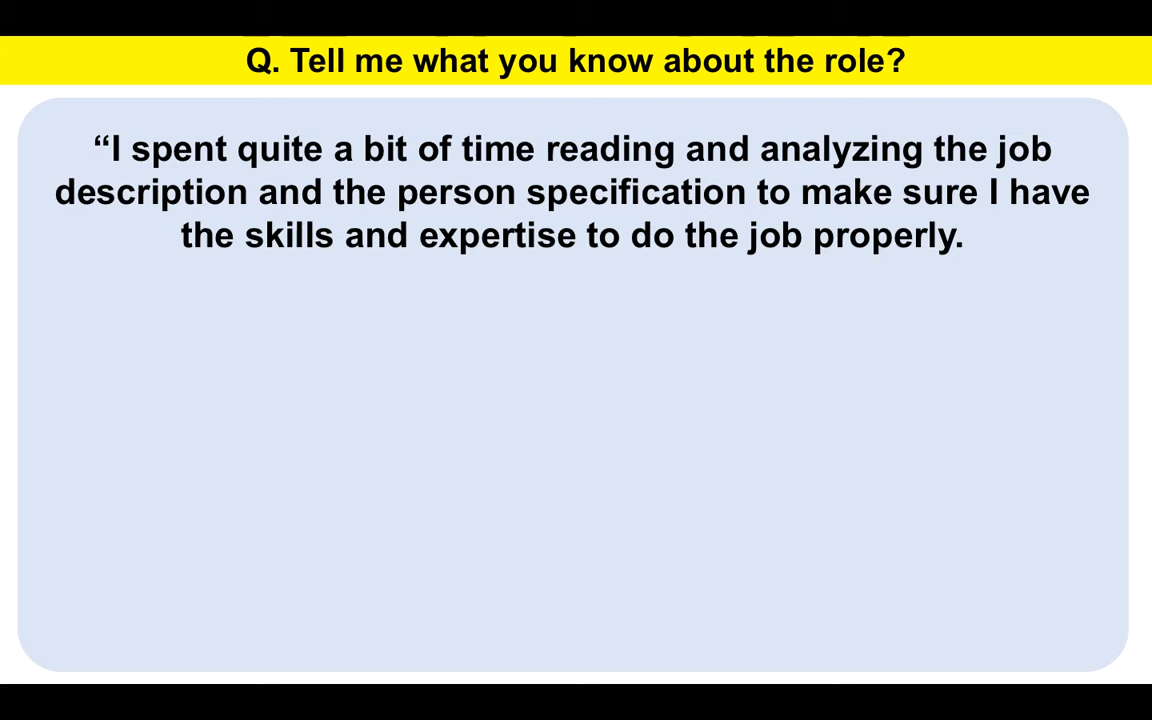 Q. Tell me what you know about the role?
“I spent quite a bit of time reading and analyzing the job
description and the person specification to make sure I have
the skills and expertise to do the job properly.